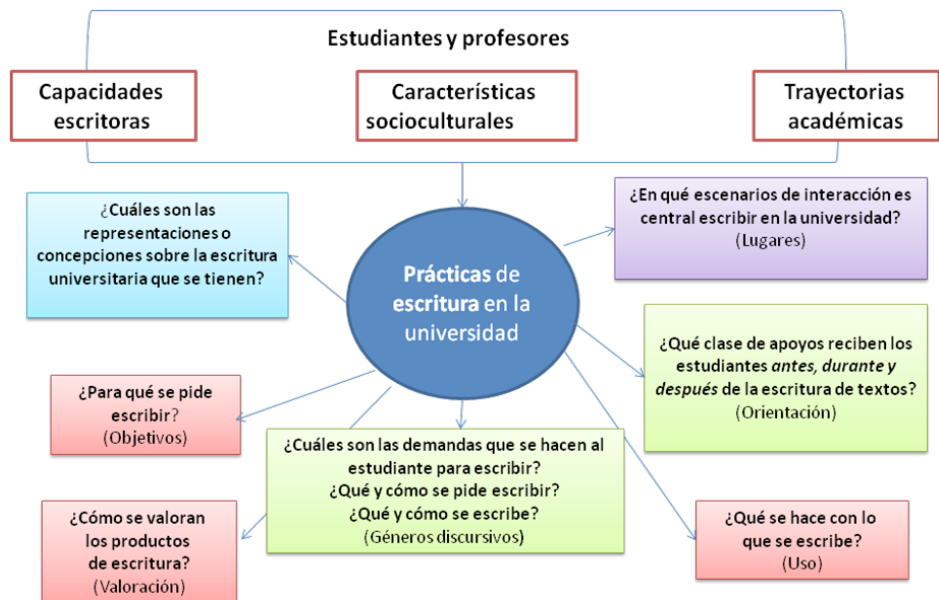 Estudiantes y profesores
Capacidades
escritoras
Características
socioculturales
Trayectorias
académicas
¿Cuáles son las
representaciones o
concepciones sobre la escritura
universitaria que se tienen?
¿En qué escenarios de interacción es
central escribir en la universidad?
(Lugares)
Prácticas de
escritura en la
universidad
¿Qué clase de apoyos reciben los
estudiantes antes, durante y
después de la escritura de textos?
(Orientación)
¿Para qué se pide
escribir?
(Objetivos)
¿Cuáles son las demandas que se hacen al
estudiante para escribir?
¿Qué y cómo se pide escribir?
¿Qué y cómo se escribe?
(Géneros discursivos)
¿Cómo se valoran
los productos
de escritura?
(Valoración)
¿Qué se hace con lo
que se escribe?
(Uso)